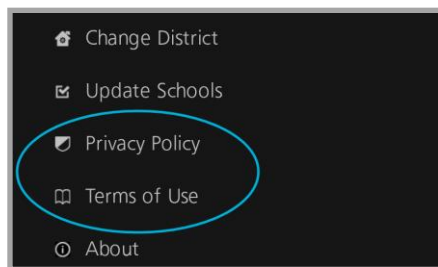 Change District
Update Schools
Privacy Policy
Terms of Use
About